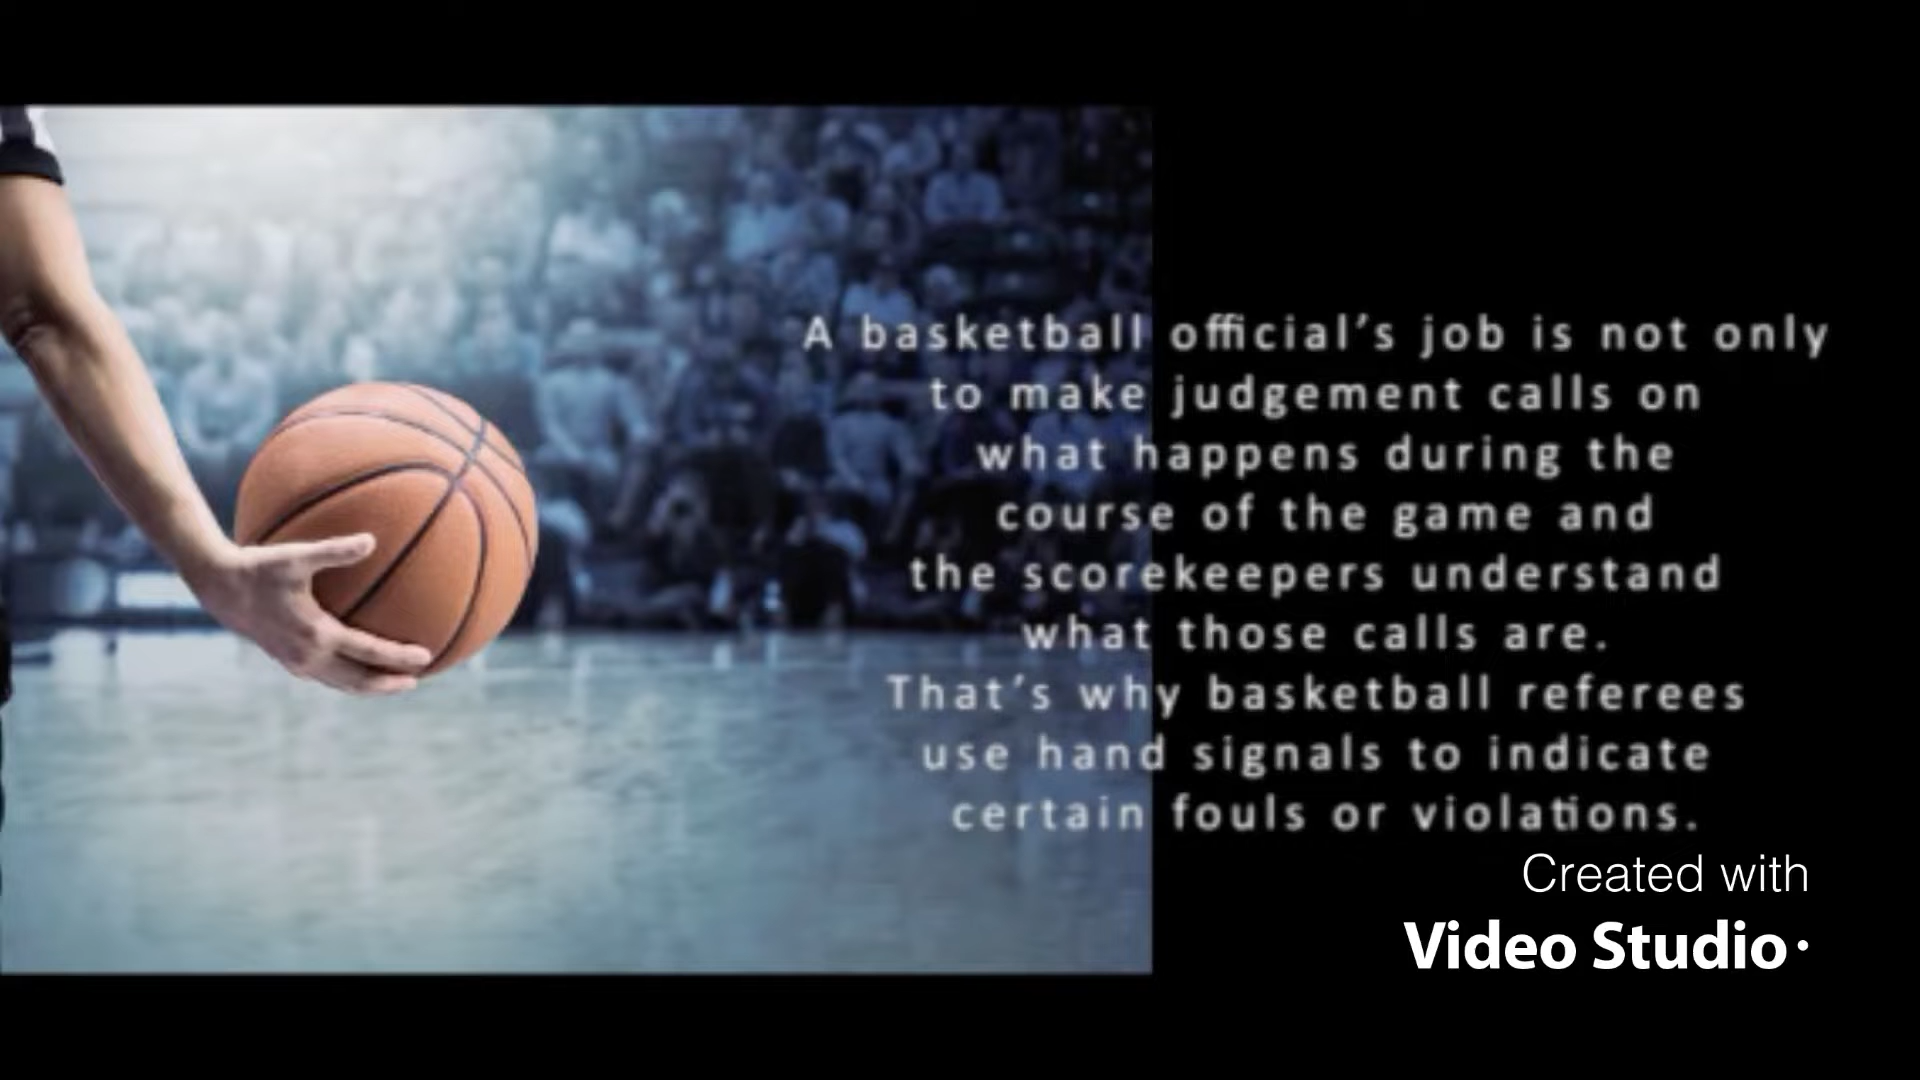 A basketball official's job is not only
to make judgement calls on
what happens during the
course of the game and
the scorekeepers understand
what those calls are.
That's why basketball referees
use hand signals to indicate
certain fouls or violations.
Created with
Video Studio·